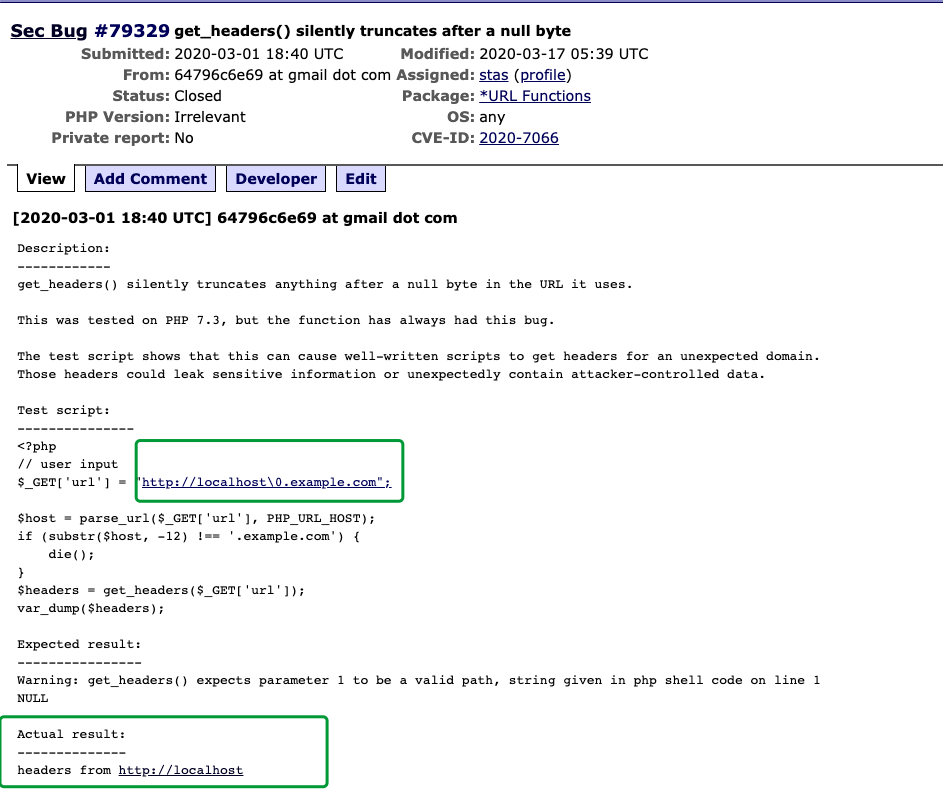 Sec Bug #79329 get_headers() silently truncates after a null byte
Submitted: 2020-03-01 18:40 UTC Modified: 2020-03-17 05:39 UTC
From: 64796c6e69 at gmail dot com Assigned: stas (profile)
Status: Closed Package: *URL Functions
PHP Version: Irrelevant OS: any
Private report: No CVE-ID: 2020-7066
View Add Comment Developer Edit
[2020-03-01 18:40 UTC] 64796c6e69 at gmail dot com
Description:
------------
get_headers() silently truncates anything after a null byte in the URL it uses.
This was tested on PHP 7.3, but the function has always had this bug.
The test script shows that this can cause well-written scripts to get headers for an unexpected domain.
Those headers could leak sensitive information or unexpectedly contain attacker-controlled data.
Test script:
---------------
<?php
// user input
$_GET['url'] = "http://localhost\0.example.com";
$host = parse_url($_GET['url'], PHP_URL_HOST);
if (substr($host, -12) !== '.example.com') {
    die();
}
$headers = get_headers($_GET['url']);
var_dump($headers);
Expected result:
----------------
Warning: get_headers() expects parameter 1 to be a valid path, string given in php shell code on line 1
NULL
Actual result:
--------------
headers from http://localhost